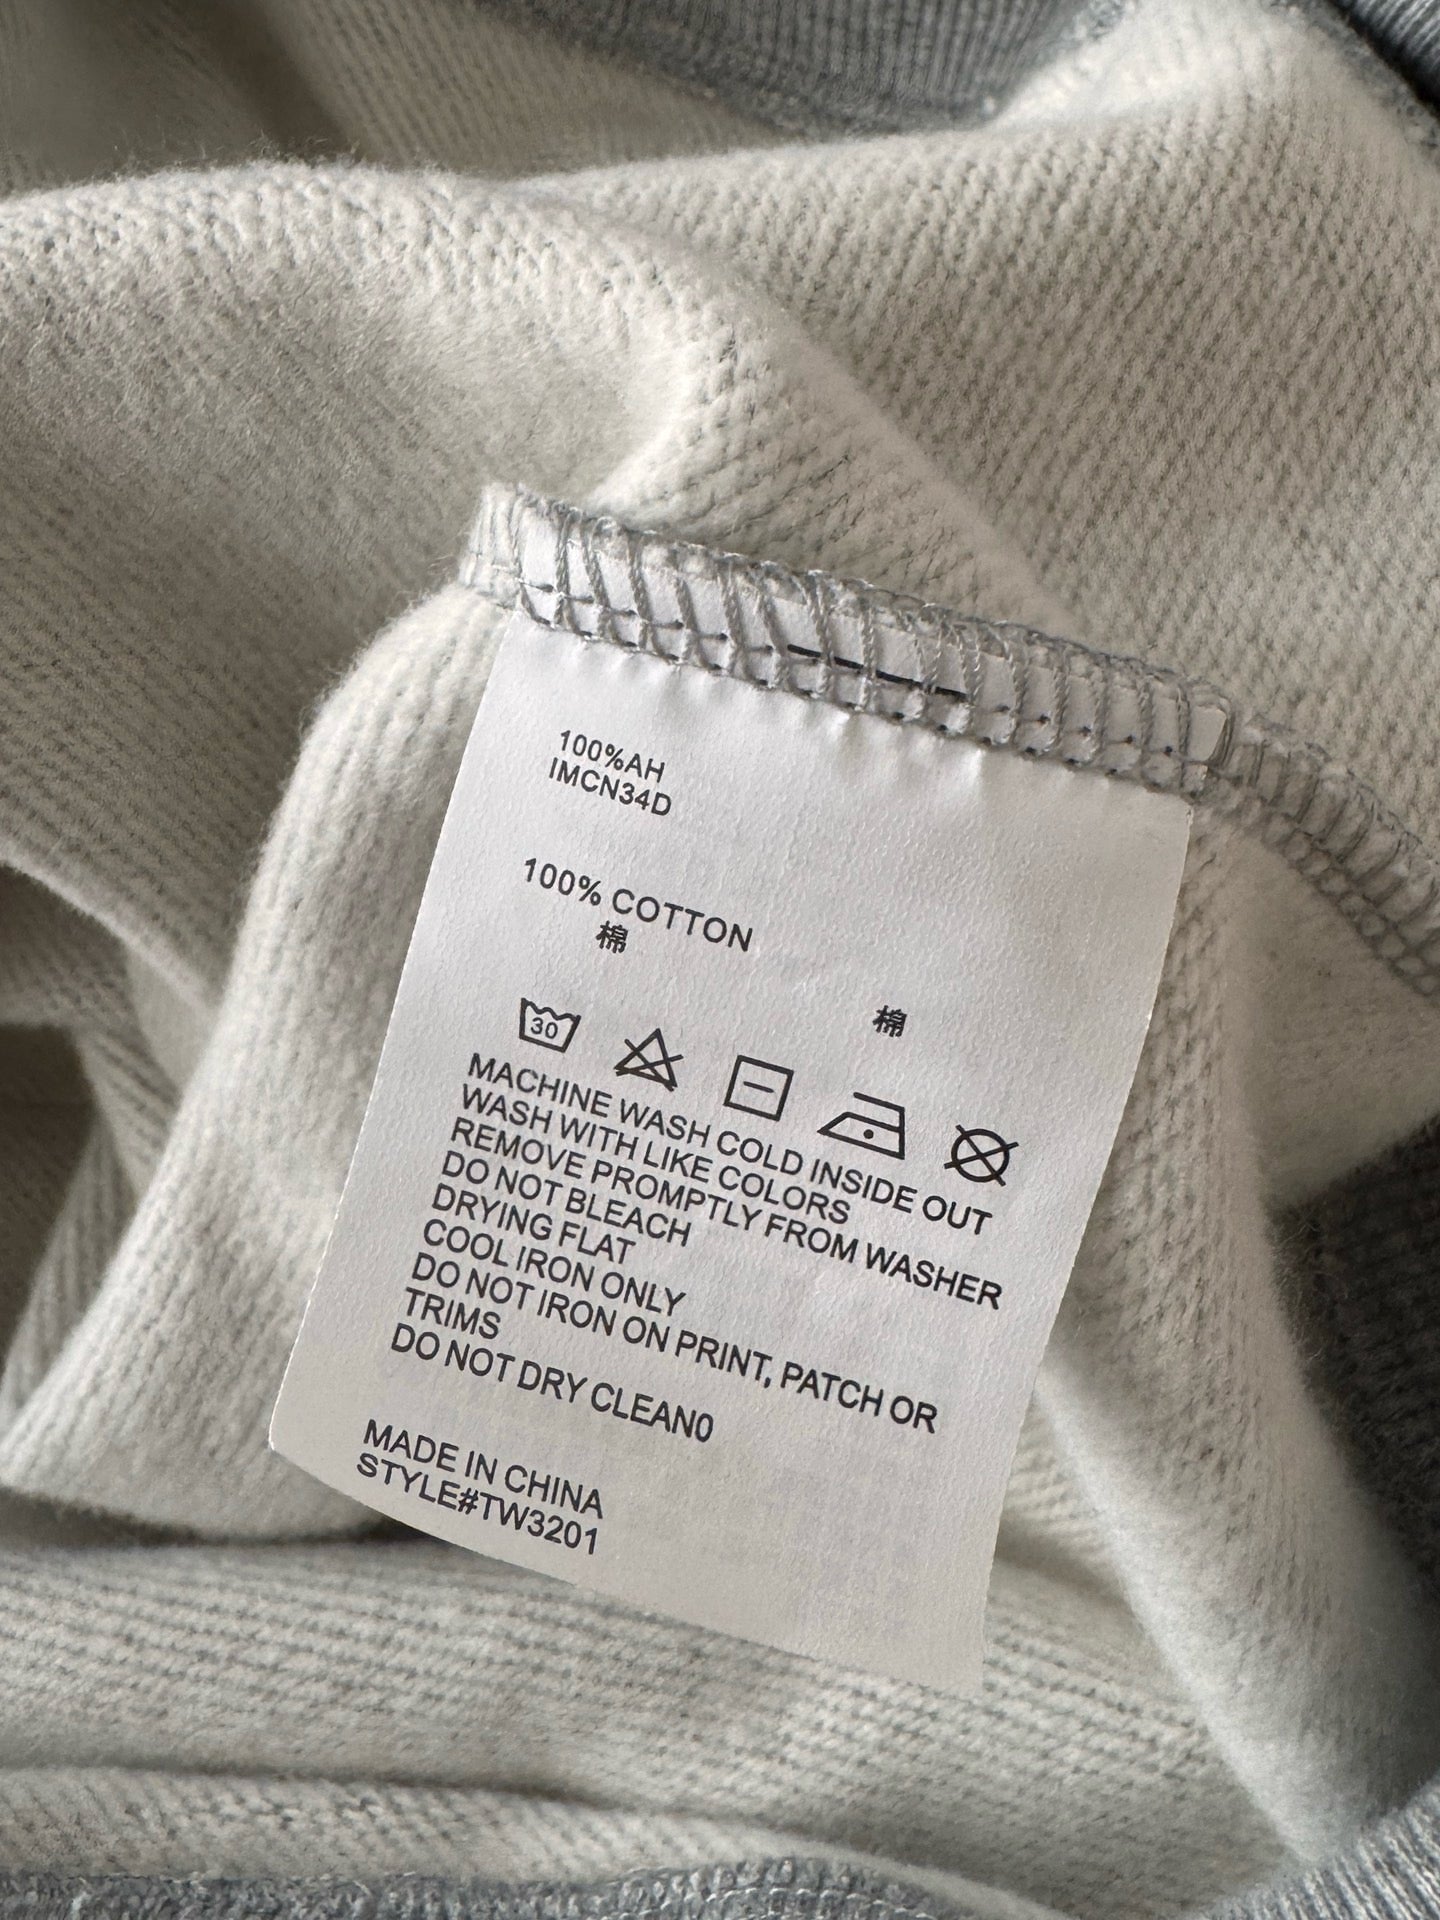 100%AH
IMCN34D
100% COTTON
棉
棉
30
MACHINE WASH COLD INSIDE OUT
WASH WITH LIKE COLORS
REMOVE PROMPTLY FROM WASHER
DO NOT BLEACH
DRYING FLAT
COOL IRON ONLY
DO NOT IRON ON PRINT, PATCH OR
TRIMS
DO NOT DRY CLEAN0
MADE IN CHINA
STYLE#TW3201